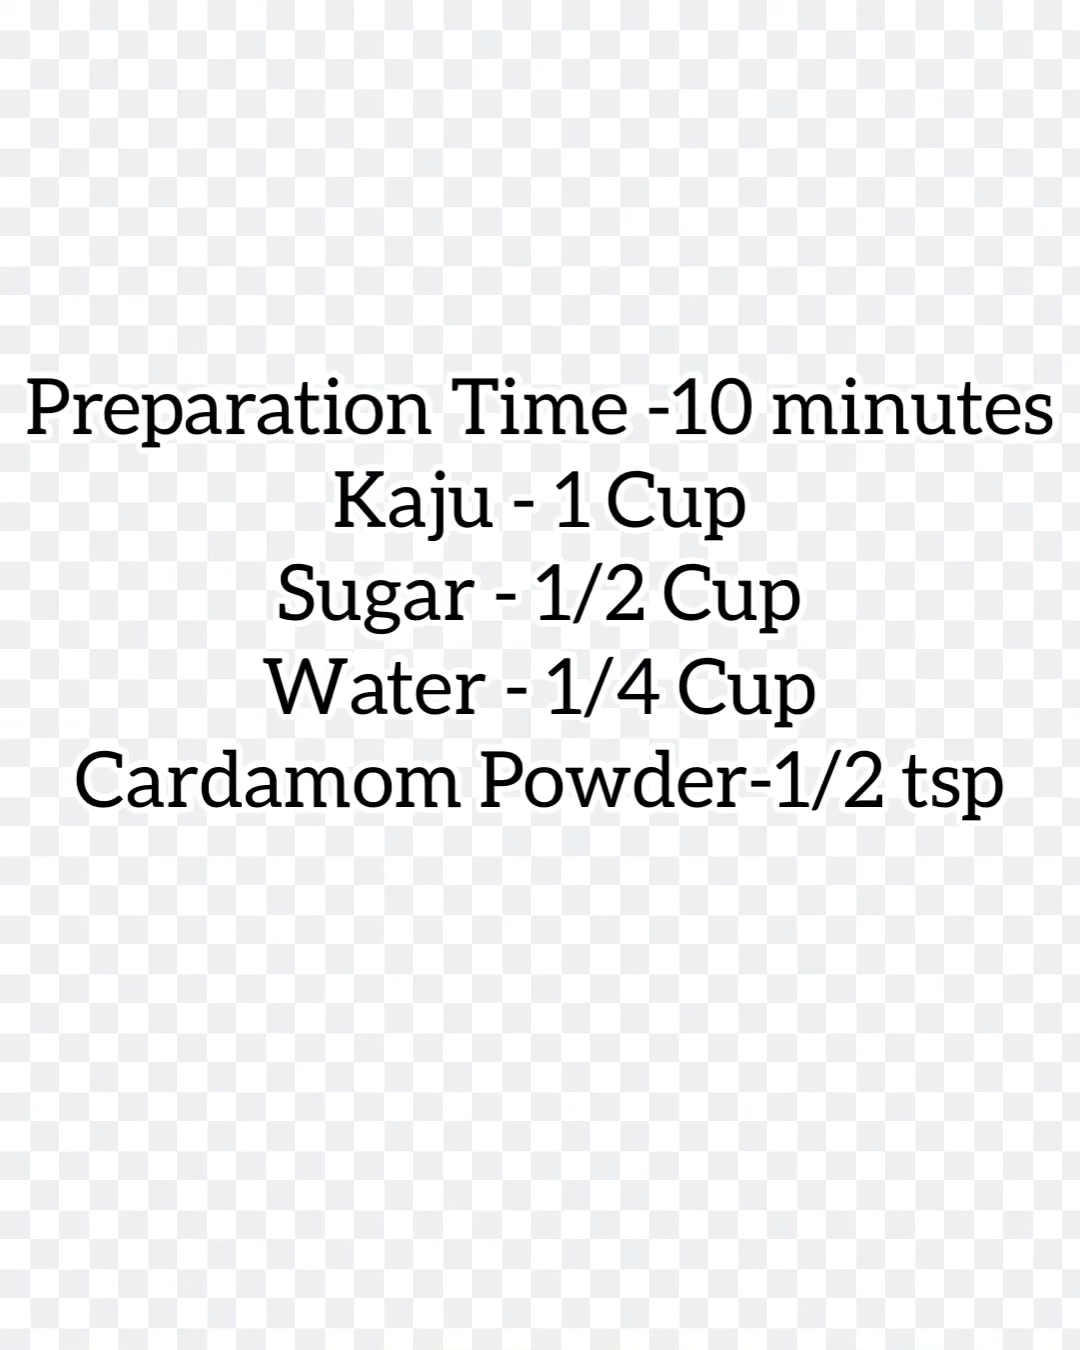 Preparation Time -10 minutes
Kaju - 1 Cup
Sugar - 1/2 Cup
Water - 1/4 Cup
Cardamom Powder-1/2 tsp